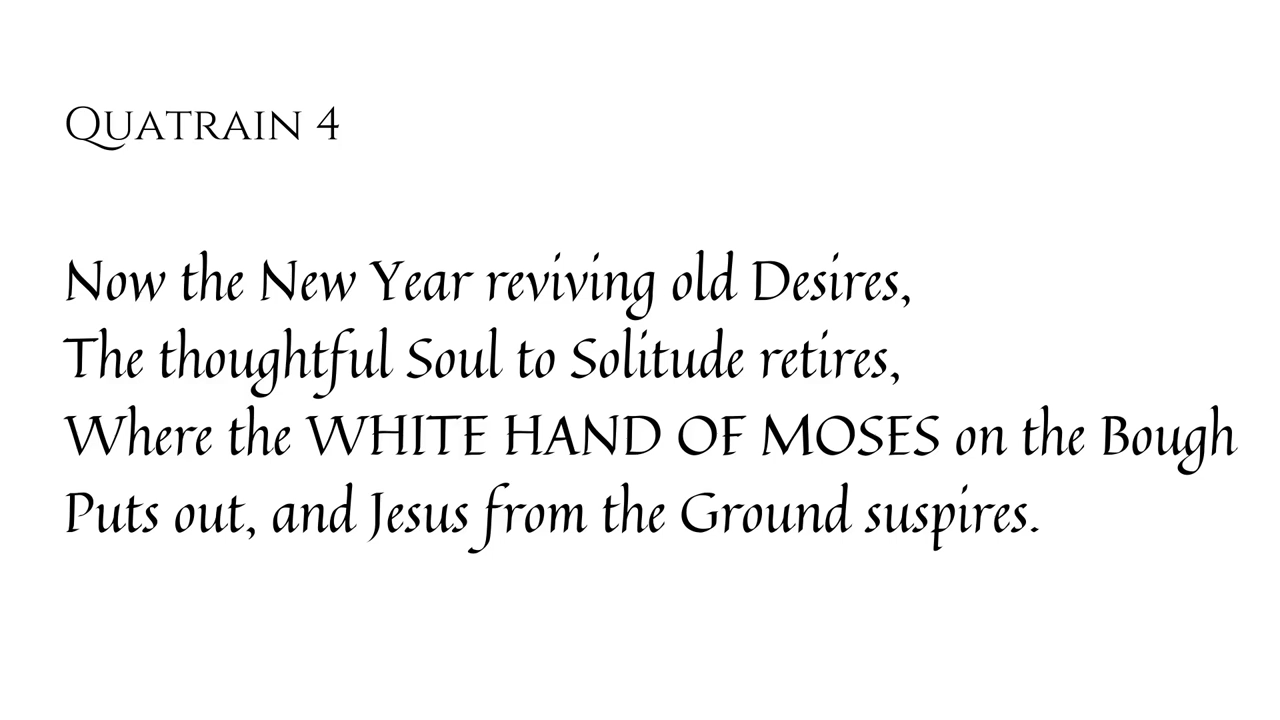 Quatrain 4
Now the New Year reviving old Desires,
The thoughtful Soul to Solitude retires,
Where the WHITE HAND OF MOSES on the Bough
Puts out, and Jesus from the Ground suspires.